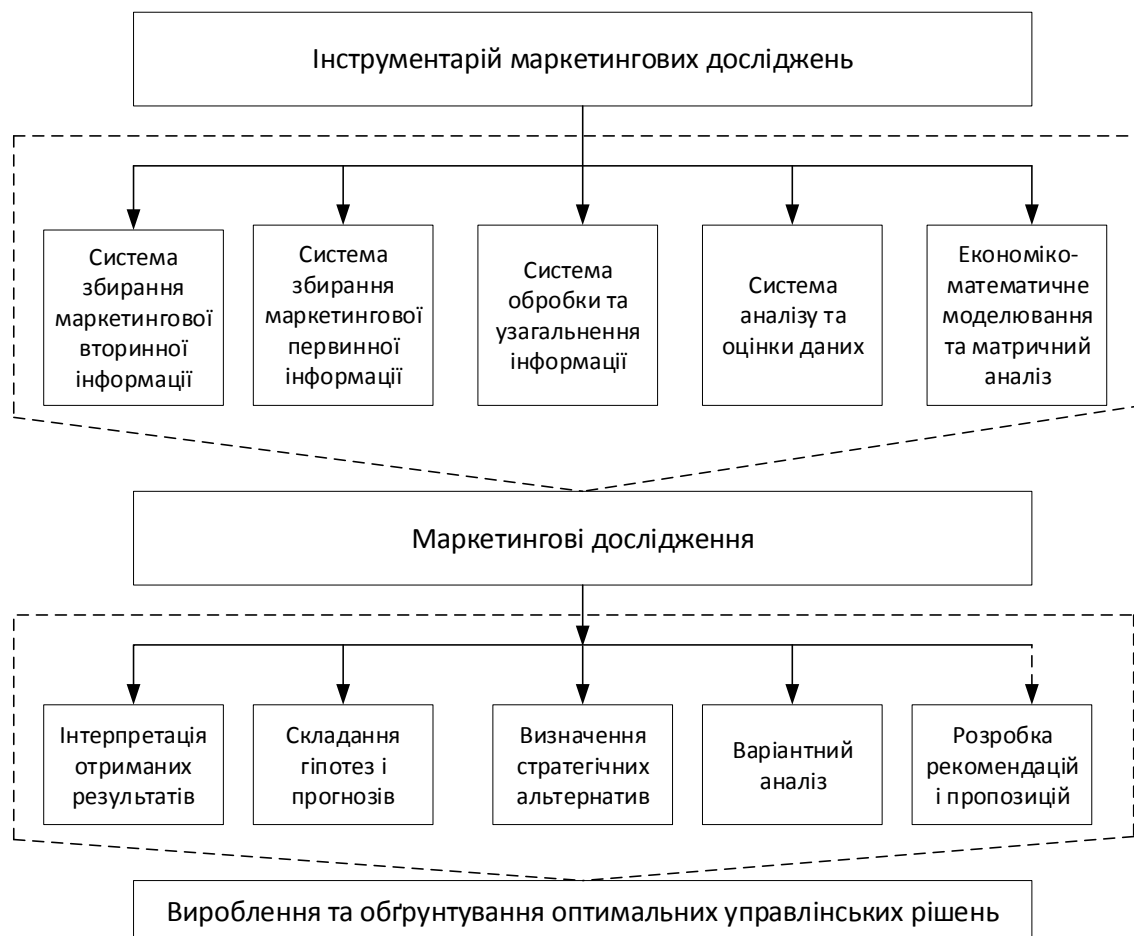 Інструментарій маркетингових досліджень
Система
збирання
маркетингової
вторинної
інформації
Система
збирання
маркетингової
первинної
інформації
Система
обробки та
узагальнення
інформації
Система
аналізу та
оцінки даних
Економіко-
математичне
моделювання
та матричний
аналіз
Маркетингові дослідження
Інтерпретація
отриманих
результатів
Складання
гіпотез і
прогнозів
Визначення
стратегічних
альтернатив
Варіантний
аналіз
Розробка
рекомендацій
і пропозицій
Вироблення та обґрунтування оптимальних управлінських рішень